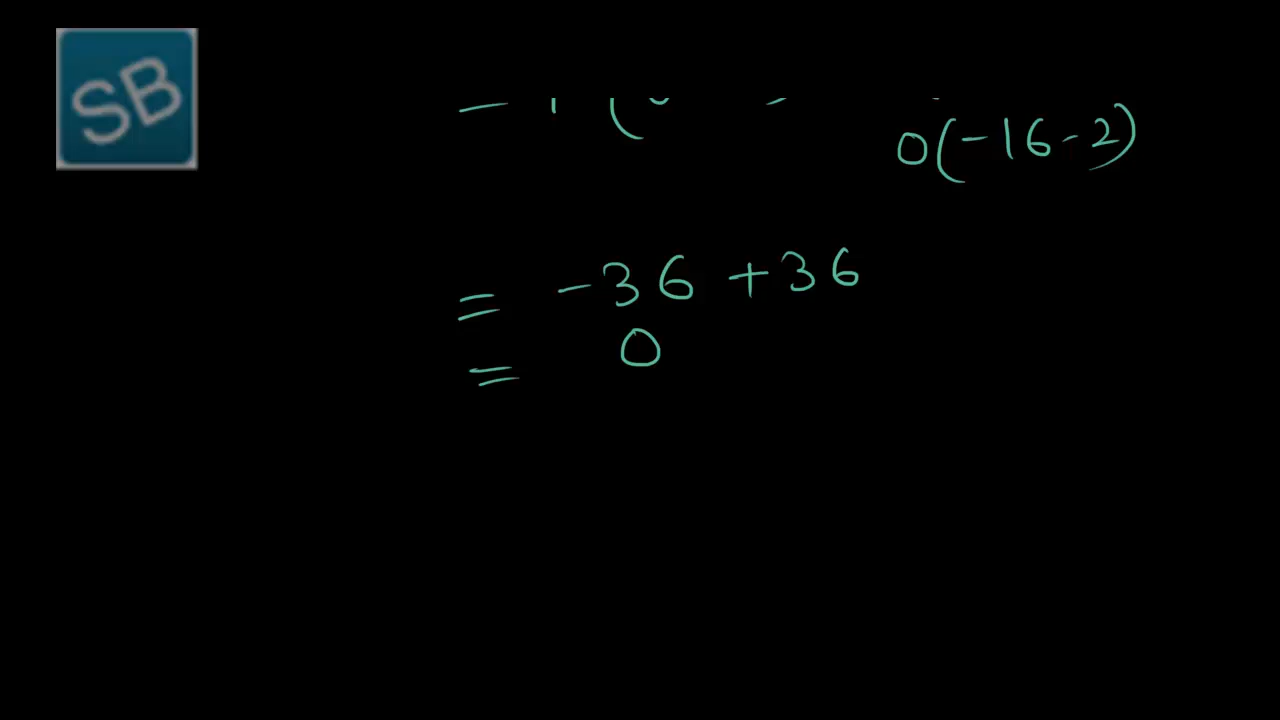 SB
0(-16-2)
= -36 +36
= 0